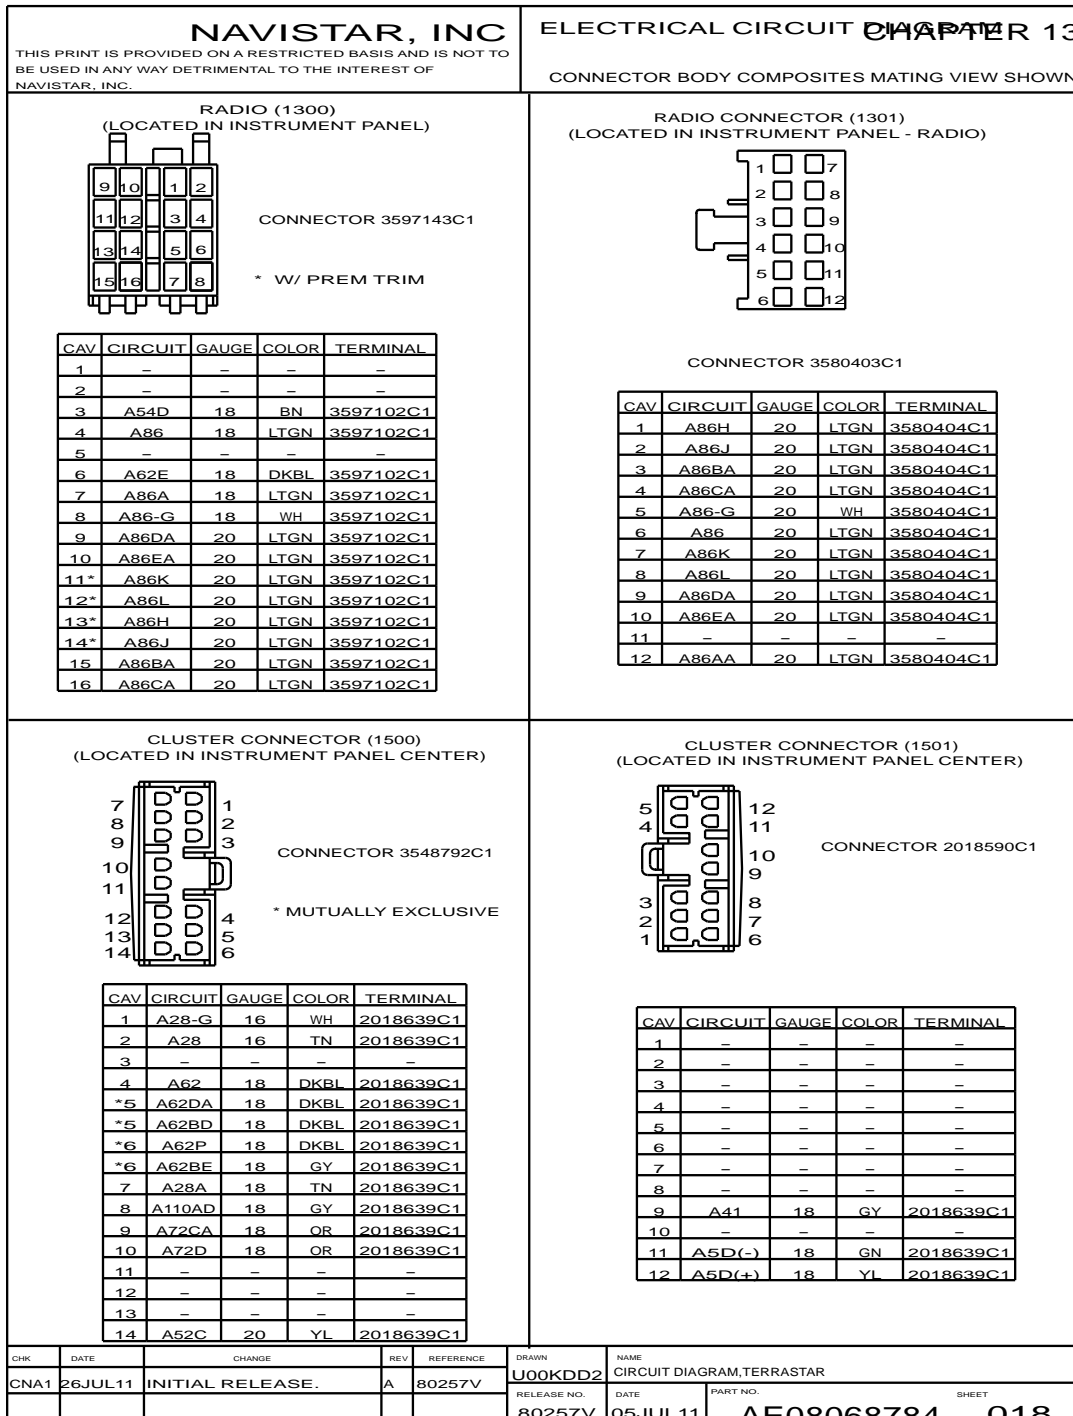 NAVISTAR, INC
THIS PRINT IS PROVIDED ON A RESTRICTED BASIS AND IS NOT TO
BE USED IN ANY WAY DETRIMENTAL TO THE INTEREST OF
NAVISTAR, INC.
ELECTRICAL CIRCUIT DIAGRAM
CHAPTER 13
CONNECTOR BODY COMPOSITES MATING VIEW SHOWN
RADIO (1300)
(LOCATED IN INSTRUMENT PANEL)
9 10 1 2
11 12 3 4
13 14 5 6
15 16 7 8
CONNECTOR 3597143C1
* W/ PREM TRIM
CAV CIRCUIT GAUGE COLOR TERMINAL
1 – – – –
2 – – – –
3 A54D 18 BN 3597102C1
4 A86 18 LTGN 3597102C1
5 – – – –
6 A62E 18 DKBL 3597102C1
7 A86A 18 LTGN 3597102C1
8 A86-G 18 WH 3597102C1
9 A86DA 20 LTGN 3597102C1
10 A86EA 20 LTGN 3597102C1
11* A86K 20 LTGN 3597102C1
12* A86L 20 LTGN 3597102C1
13* A86H 20 LTGN 3597102C1
14* A86J 20 LTGN 3597102C1
15 A86BA 20 LTGN 3597102C1
16 A86CA 20 LTGN 3597102C1
RADIO CONNECTOR (1301)
(LOCATED IN INSTRUMENT PANEL - RADIO)
1 7
2 8
3 9
4 10
5 11
6 12
CONNECTOR 3580403C1
CAV CIRCUIT GAUGE COLOR TERMINAL
1 A86H 20 LTGN 3580404C1
2 A86J 20 LTGN 3580404C1
3 A86BA 20 LTGN 3580404C1
4 A86CA 20 LTGN 3580404C1
5 A86-G 20 WH 3580404C1
6 A86 20 LTGN 3580404C1
7 A86K 20 LTGN 3580404C1
8 A86L 20 LTGN 3580404C1
9 A86DA 20 LTGN 3580404C1
10 A86EA 20 LTGN 3580404C1
11 – – – –
12 A86AA 20 LTGN 3580404C1
CLUSTER CONNECTOR (1500)
(LOCATED IN INSTRUMENT PANEL CENTER)
7 1
8 2
9 3
10
11
12 4
13 5
14 6
CONNECTOR 3548792C1
* MUTUALLY EXCLUSIVE
CAV CIRCUIT GAUGE COLOR TERMINAL
1 A28-G 16 WH 2018639C1
2 A28 16 TN 2018639C1
3 – – – –
4 A62 18 DKBL 2018639C1
*5 A62DA 18 DKBL 2018639C1
*5 A62BD 18 DKBL 2018639C1
*6 A62P 18 DKBL 2018639C1
*6 A62BE 18 GY 2018639C1
7 A28A 18 TN 2018639C1
8 A110AD 18 GY 2018639C1
9 A72CA 18 OR 2018639C1
10 A72D 18 OR 2018639C1
11 – – – –
12 – – – –
13 – – – –
14 A52C 20 YL 2018639C1
CLUSTER CONNECTOR (1501)
(LOCATED IN INSTRUMENT PANEL CENTER)
5 12
4 11
10
9
3 8
2 7
1 6
CONNECTOR 2018590C1
CAV CIRCUIT GAUGE COLOR TERMINAL
1 – – – –
2 – – – –
3 – – – –
4 – – – –
5 – – – –
6 – – – –
7 – – – –
8 – – – –
9 A41 18 GY 2018639C1
10 – – – –
11 A5D(-) 18 GN 2018639C1
12 A5D(+) 18 YL 2018639C1
CHK DATE CHANGE REV REFERENCE
CNA1 26JUL11 INITIAL RELEASE. A 80257V
DRAWN NAME
U00KDD2 CIRCUIT DIAGRAM,TERRASTAR
RELEASE NO. DATE PART NO. SHEET
80257V 05JUL11 AE08068784 018